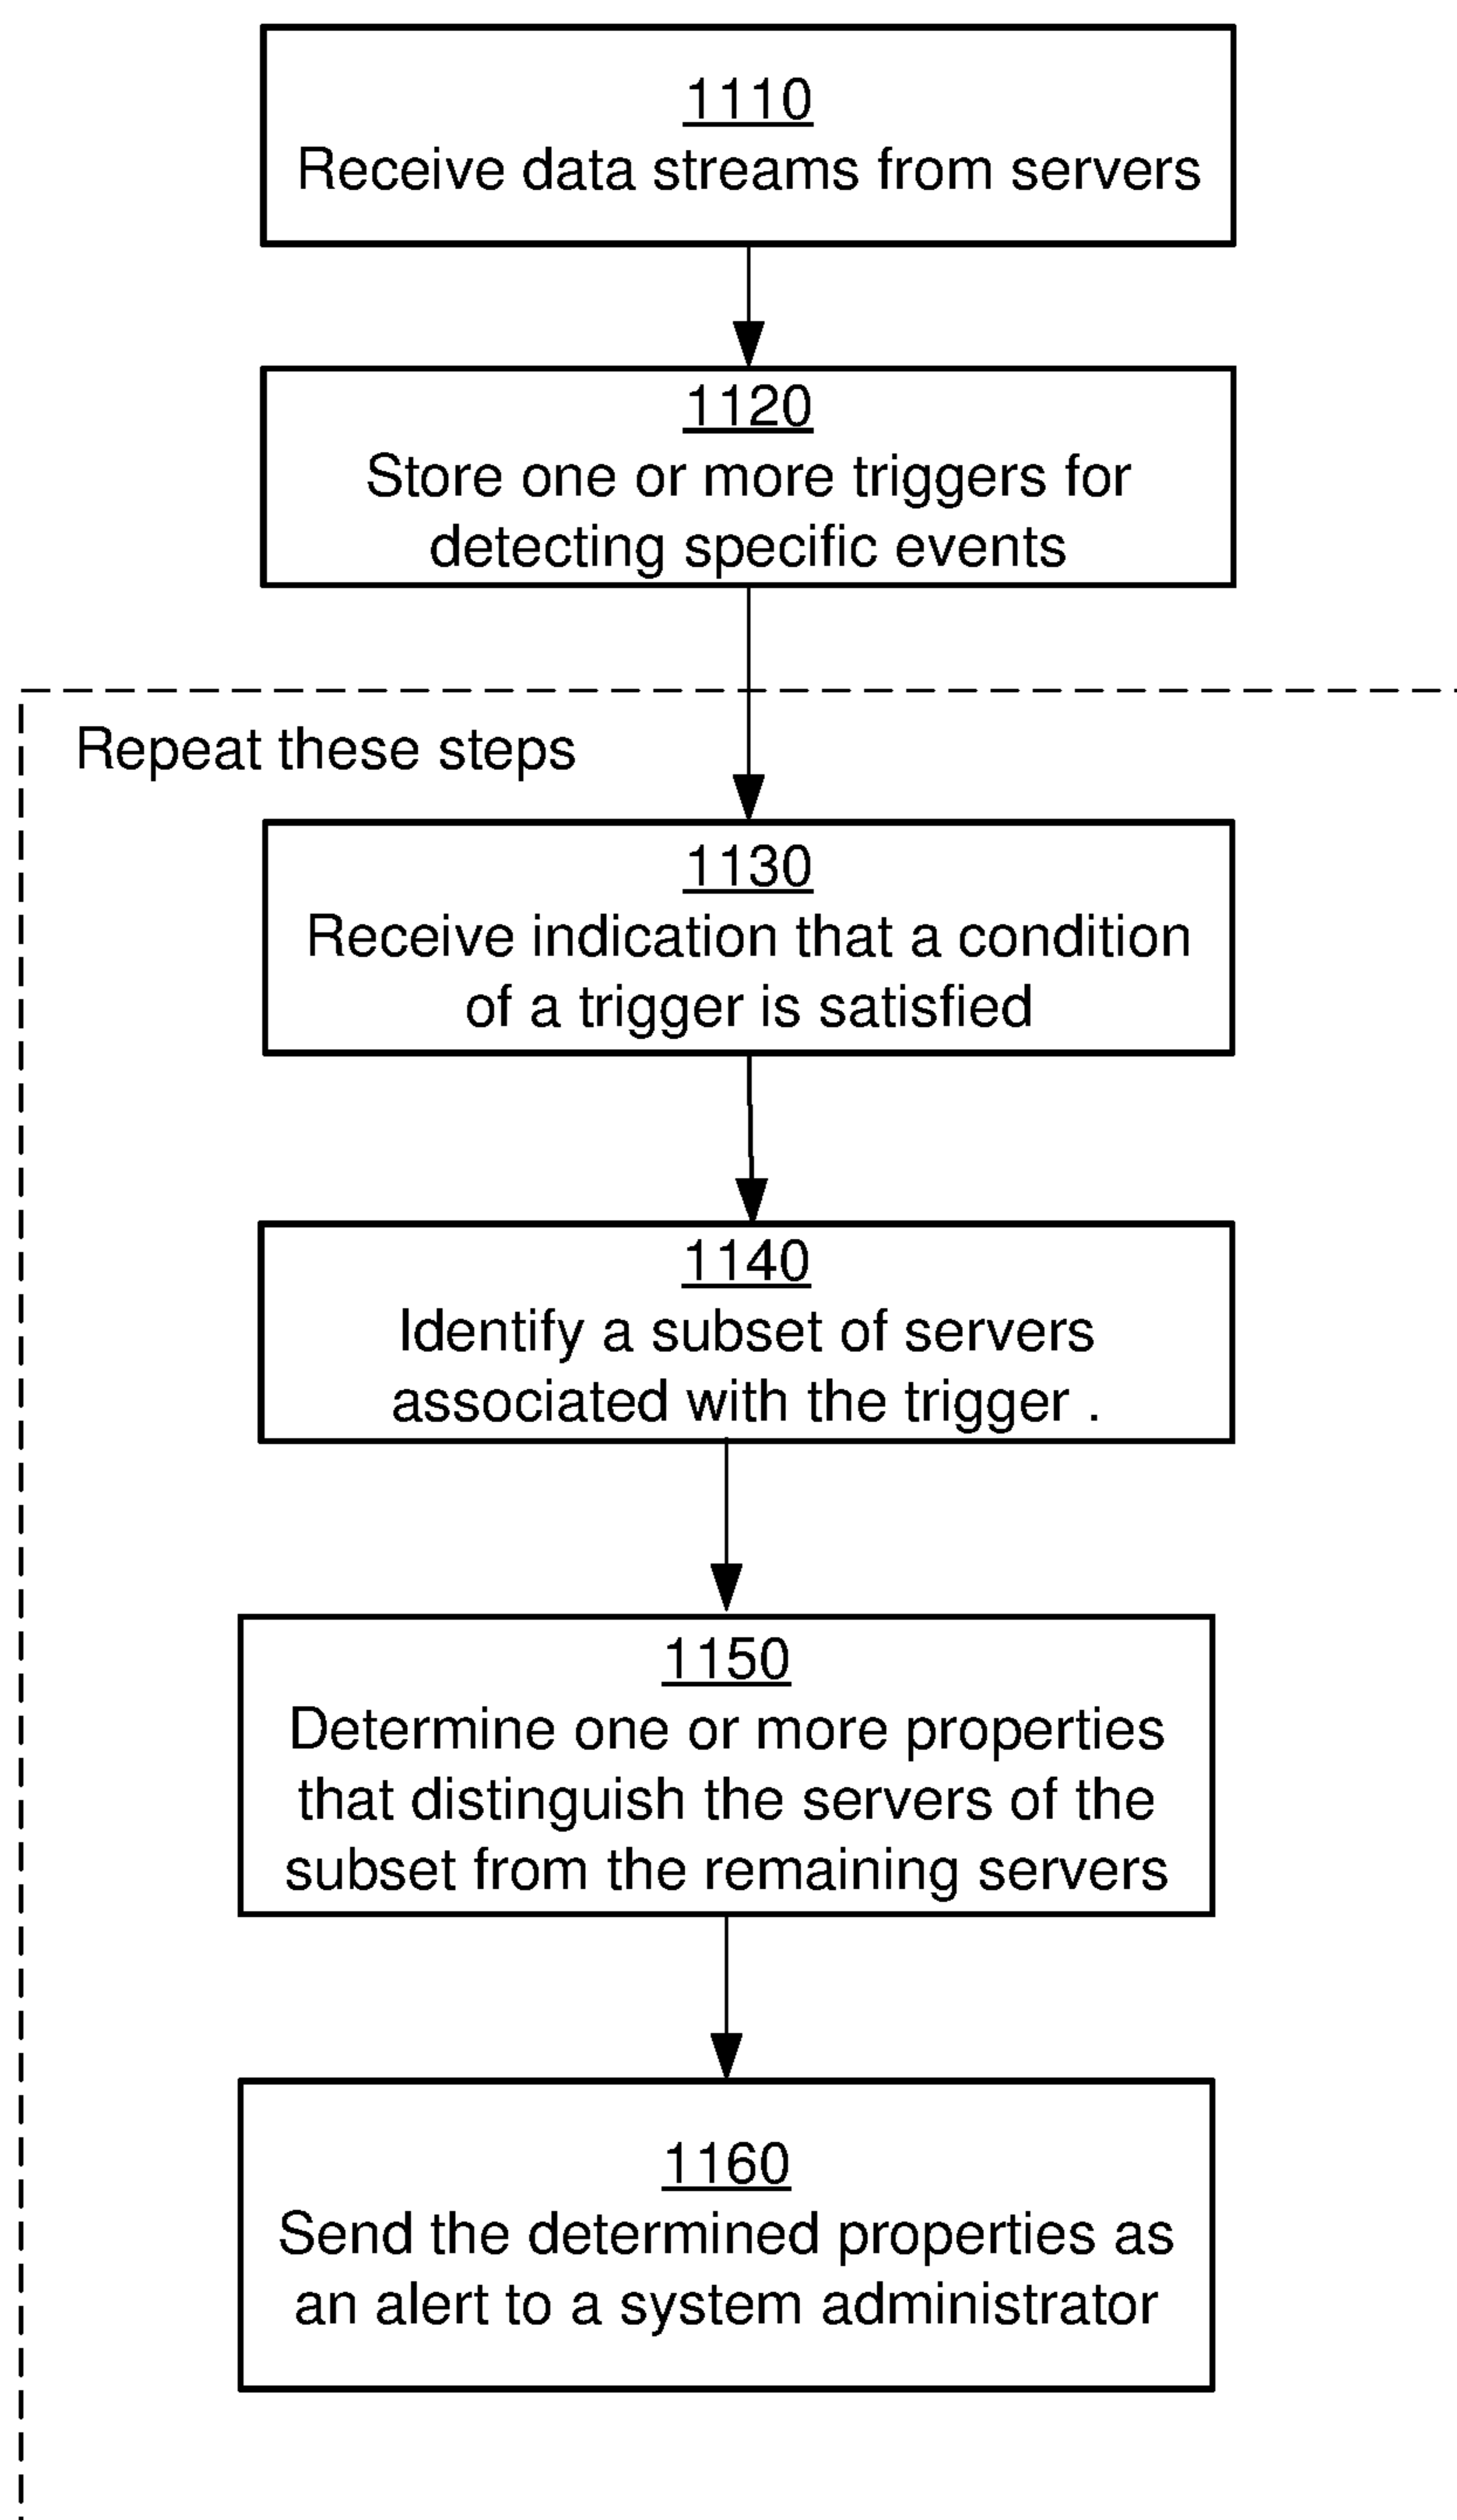 1110
Receive data streams from servers
1120
Store one or more triggers for
detecting specific events
Repeat these steps
1130
Receive indication that a condition
of a trigger is satisfied
1140
Identify a subset of servers
associated with the trigger .
1150
Determine one or more properties
that distinguish the servers of the
subset from the remaining servers
1160
Send the determined properties as
an alert to a system administrator